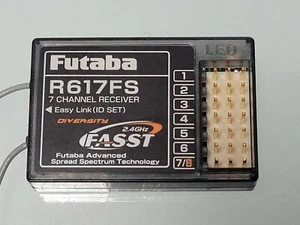 LED
Futaba
R617FS
7 CHANNEL RECEIVER
◄ Easy Link(ID SET)
DIVERSITY
2.4GHz
FASST
Futaba Advanced
Spread Spectrum Technology
1
2
3
4
5
6
7/B